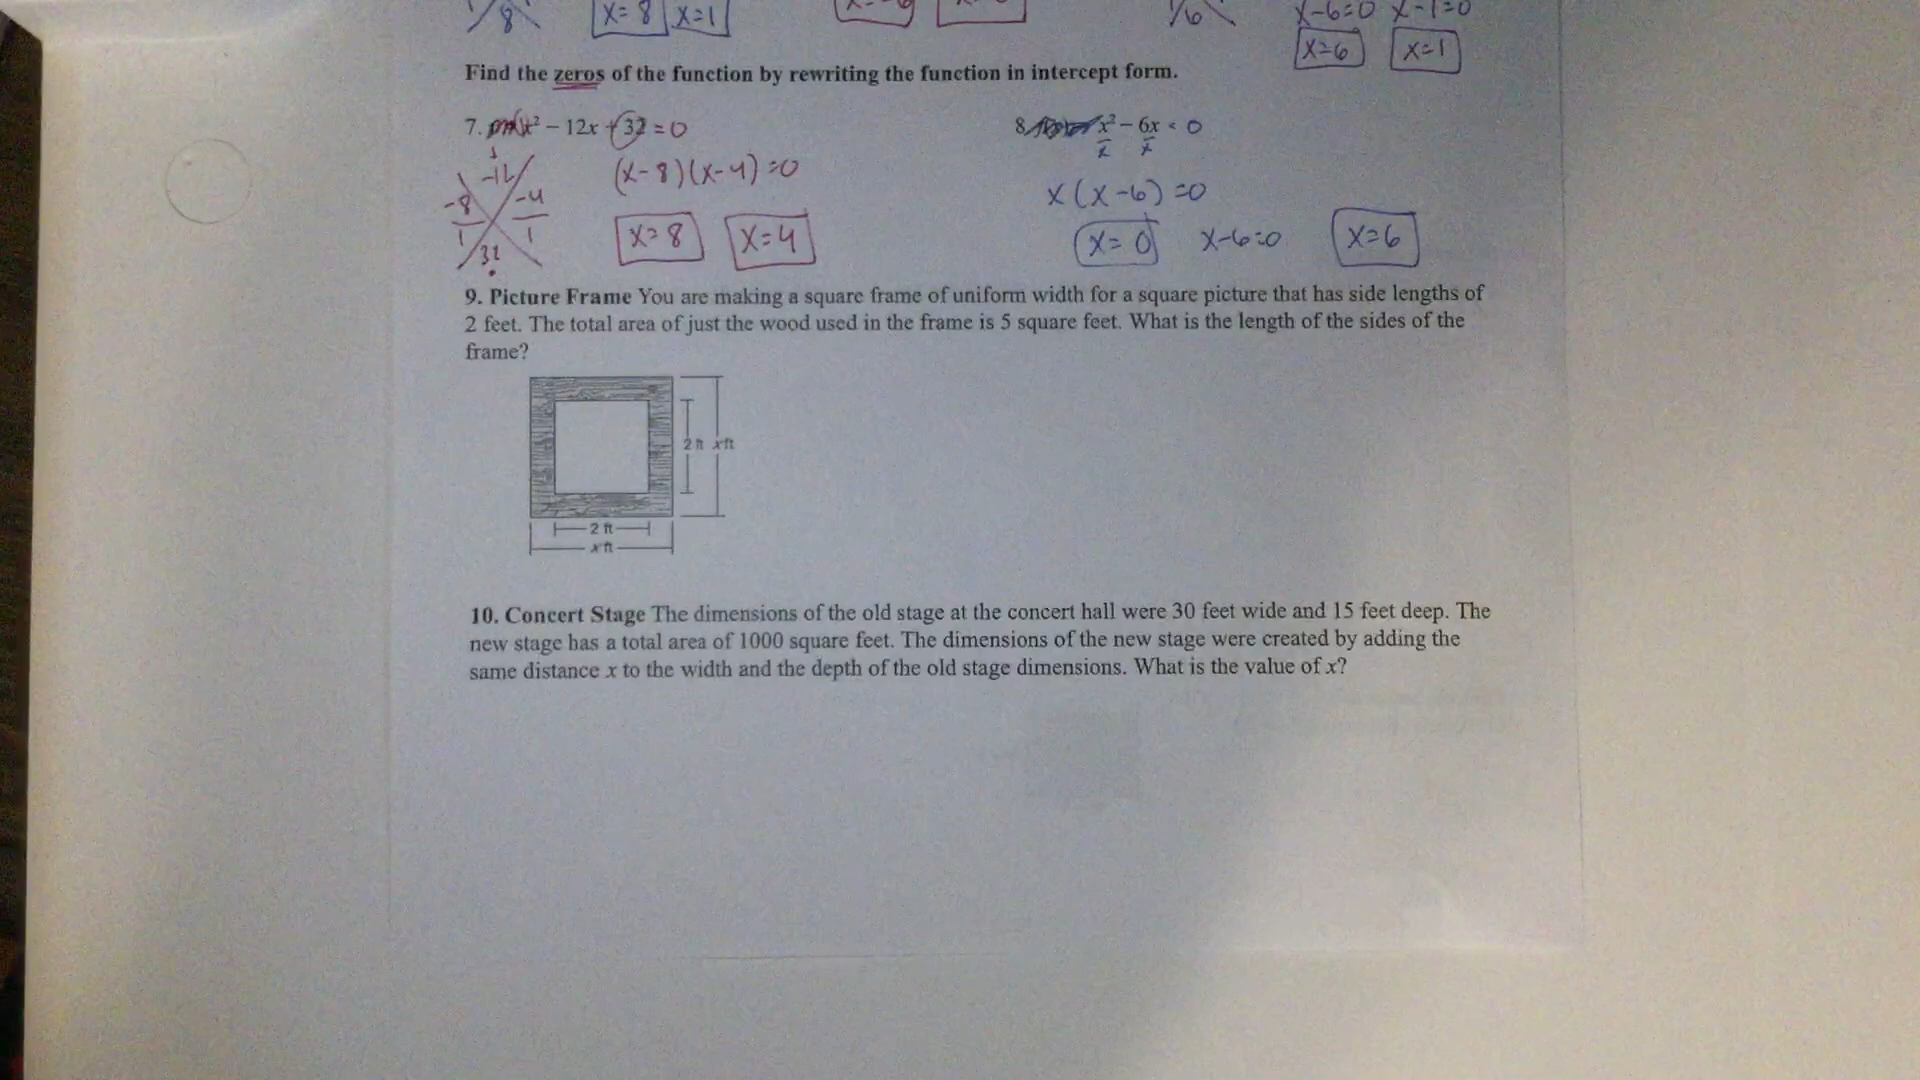 8 x=8 x=1
x-6=0 x-1=0
/6 x=6 x=1
Find the zeros of the function by rewriting the function in intercept form.
7. x² − 12x + 32 =0
8. x² − 6x = 0
x x
-12
(x-8)(x-4)=0
x(x-6)=0
-8 -4
1 1
32
x=8 x=4
x=0 x-6=0 x=6
9. Picture Frame You are making a square frame of uniform width for a square picture that has side lengths of
2 feet. The total area of just the wood used in the frame is 5 square feet. What is the length of the sides of the
frame?
2 ft x ft
2 ft
x ft
10. Concert Stage The dimensions of the old stage at the concert hall were 30 feet wide and 15 feet deep. The
new stage has a total area of 1000 square feet. The dimensions of the new stage were created by adding the
same distance x to the width and the depth of the old stage dimensions. What is the value of x?